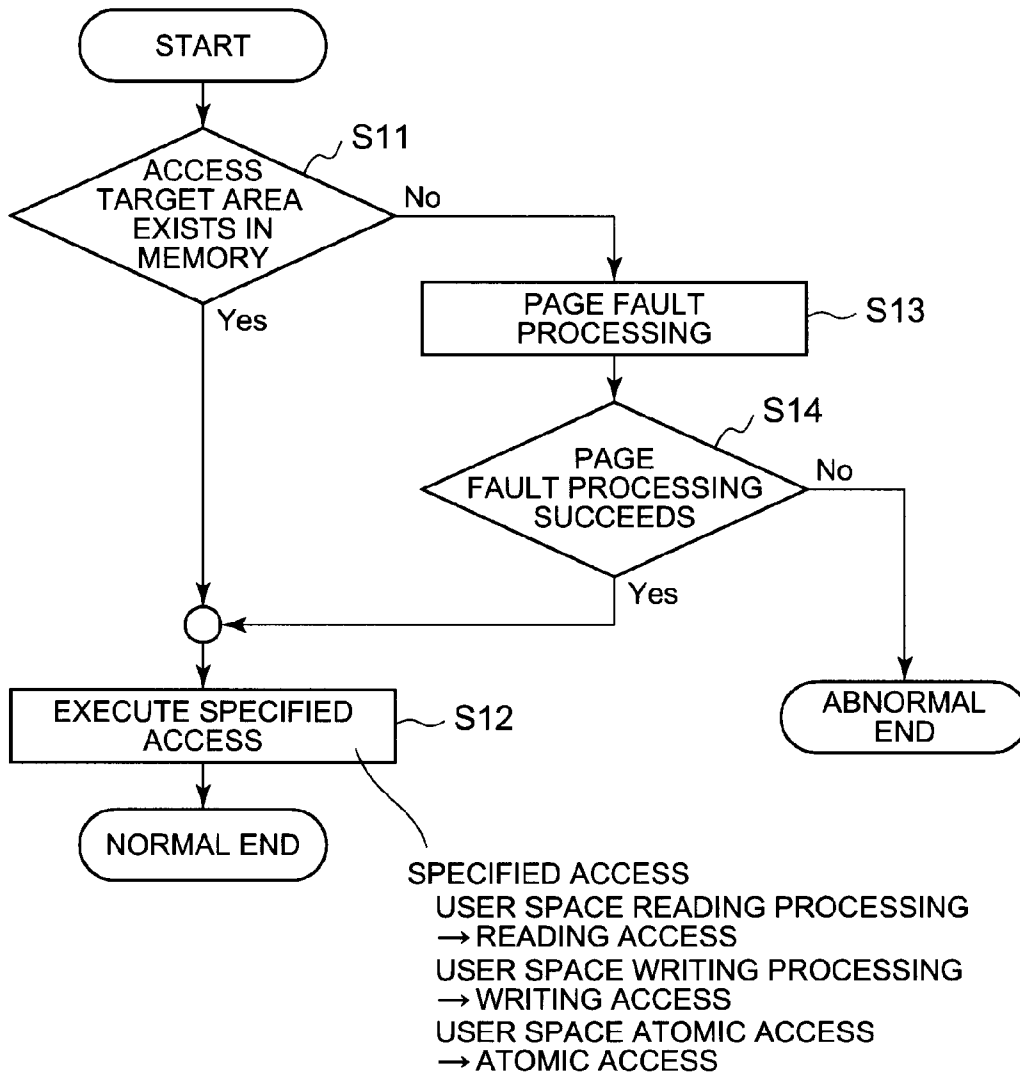 START
S11
ACCESS
TARGET AREA
EXISTS IN
MEMORY
No
Yes
PAGE FAULT
PROCESSING
S13
S14
PAGE
FAULT PROCESSING
SUCCEEDS
No
Yes
EXECUTE SPECIFIED
ACCESS
S12
ABNORMAL
END
NORMAL END
SPECIFIED ACCESS
USER SPACE READING PROCESSING
→ READING ACCESS
USER SPACE WRITING PROCESSING
→ WRITING ACCESS
USER SPACE ATOMIC ACCESS
→ ATOMIC ACCESS